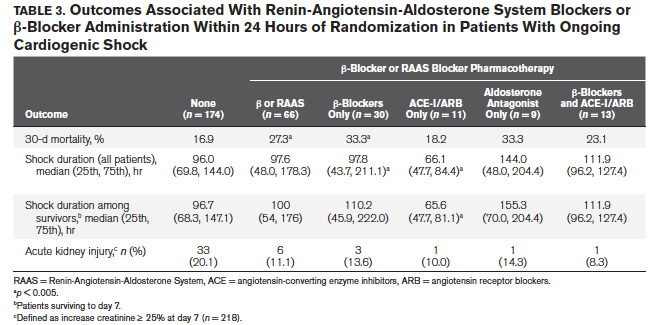 TABLE 3. Outcomes Associated With Renin-Angiotensin-Aldosterone System Blockers or
β-Blocker Administration Within 24 Hours of Randomization in Patients With Ongoing
Cardiogenic Shock
β-Blocker or RAAS Blocker Pharmacotherapy
Outcome None (n = 174) β or RAAS (n = 66) β-Blockers Only (n = 30) ACE-I/ARB Only (n = 11) Aldosterone Antagonist Only (n = 9) β-Blockers and ACE-I/ARB (n = 13)
30-d mortality, % 16.9 27.3ᵃ 33.3ᵃ 18.2 33.3 23.1
Shock duration (all patients), 96.0 97.6 97.8 66.1 144.0 111.9
median (25th, 75th), hr (69.8, 144.0) (48.0, 178.3) (43.7, 211.1)ᵃ (47.7, 84.4)ᵃ (48.0, 204.4) (96.2, 127.4)
Shock duration among 96.7 100 110.2 65.6 155.3 111.9
survivors,ᵇ median (25th, (68.3, 147.1) (54, 176) (45.9, 222.0) (47.7, 81.1)ᵃ (70.0, 204.4) (96.2, 127.4)
75th), hr
Acute kidney injury,ᶜ n (%) 33 6 3 1 1 1
(20.1) (11.1) (13.6) (10.0) (14.3) (8.3)
RAAS = Renin-Angiotensin-Aldosterone System, ACE = angiotensin-converting enzyme inhibitors, ARB = angiotensin receptor blockers.
ᵃp < 0.005.
ᵇPatients surviving to day 7.
ᶜDefined as increase creatinine ≥ 25% at day 7 (n = 218).